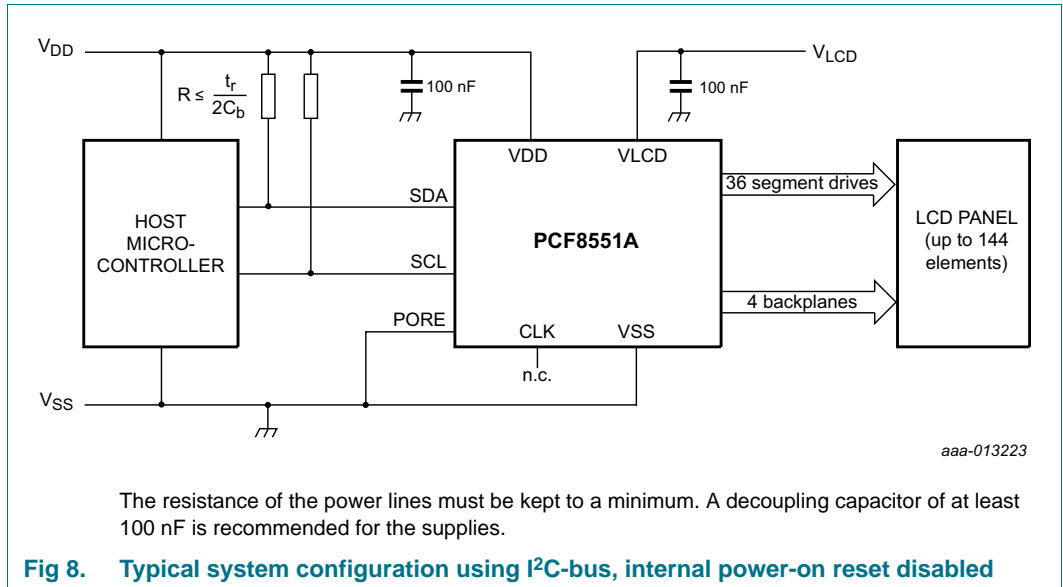 VDD
VLCD
R ≤ tr
2Cb
100 nF
100 nF
VDD
VLCD
SDA
36 segment drives
HOST
MICRO-
CONTROLLER
PCF8551A
LCD PANEL
(up to 144
elements)
SCL
4 backplanes
PORE
CLK
VSS
n.c.
VSS
aaa-013223
The resistance of the power lines must be kept to a minimum. A decoupling capacitor of at least
100 nF is recommended for the supplies.
Fig 8. Typical system configuration using I²C-bus, internal power-on reset disabled